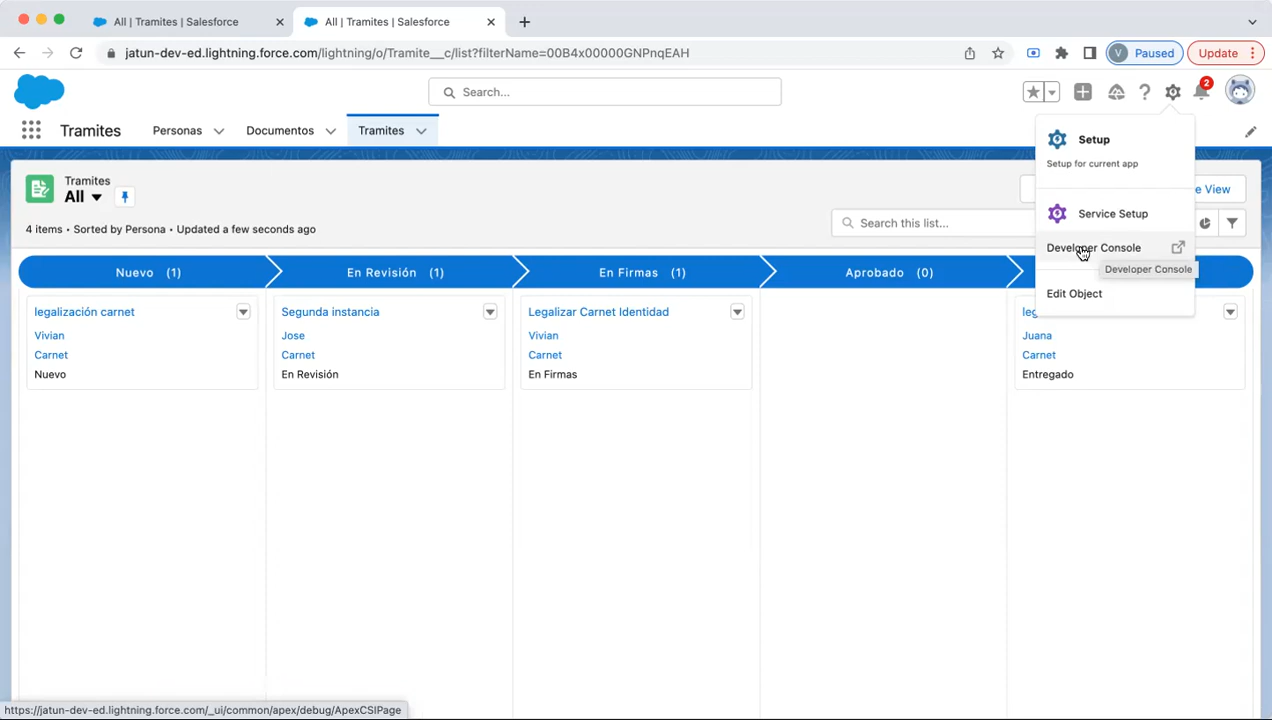 All | Tramites | Salesforce
All | Tramites | Salesforce
jatun-dev-ed.lightning.force.com/lightning/o/Tramite__c/list?filterName=00B4x00000GNPnqEAH
V
Paused
Update
Search...
2
Tramites
Personas
Documentos
Tramites
Setup
Setup for current app
Service Setup
Developer Console
Developer Console
Edit Object
Tramites
All
e View
4 items • Sorted by Persona • Updated a few seconds ago
Search this list...
Nuevo (1)
En Revisión (1)
En Firmas (1)
Aprobado (0)
legalización carnet
Vivian
Carnet
Nuevo
Segunda instancia
Jose
Carnet
En Revisión
Legalizar Carnet Identidad
Vivian
Carnet
En Firmas
Juana
Carnet
Entregado
https://jatun-dev-ed.lightning.force.com/_ui/common/apex/debug/ApexCSIPage